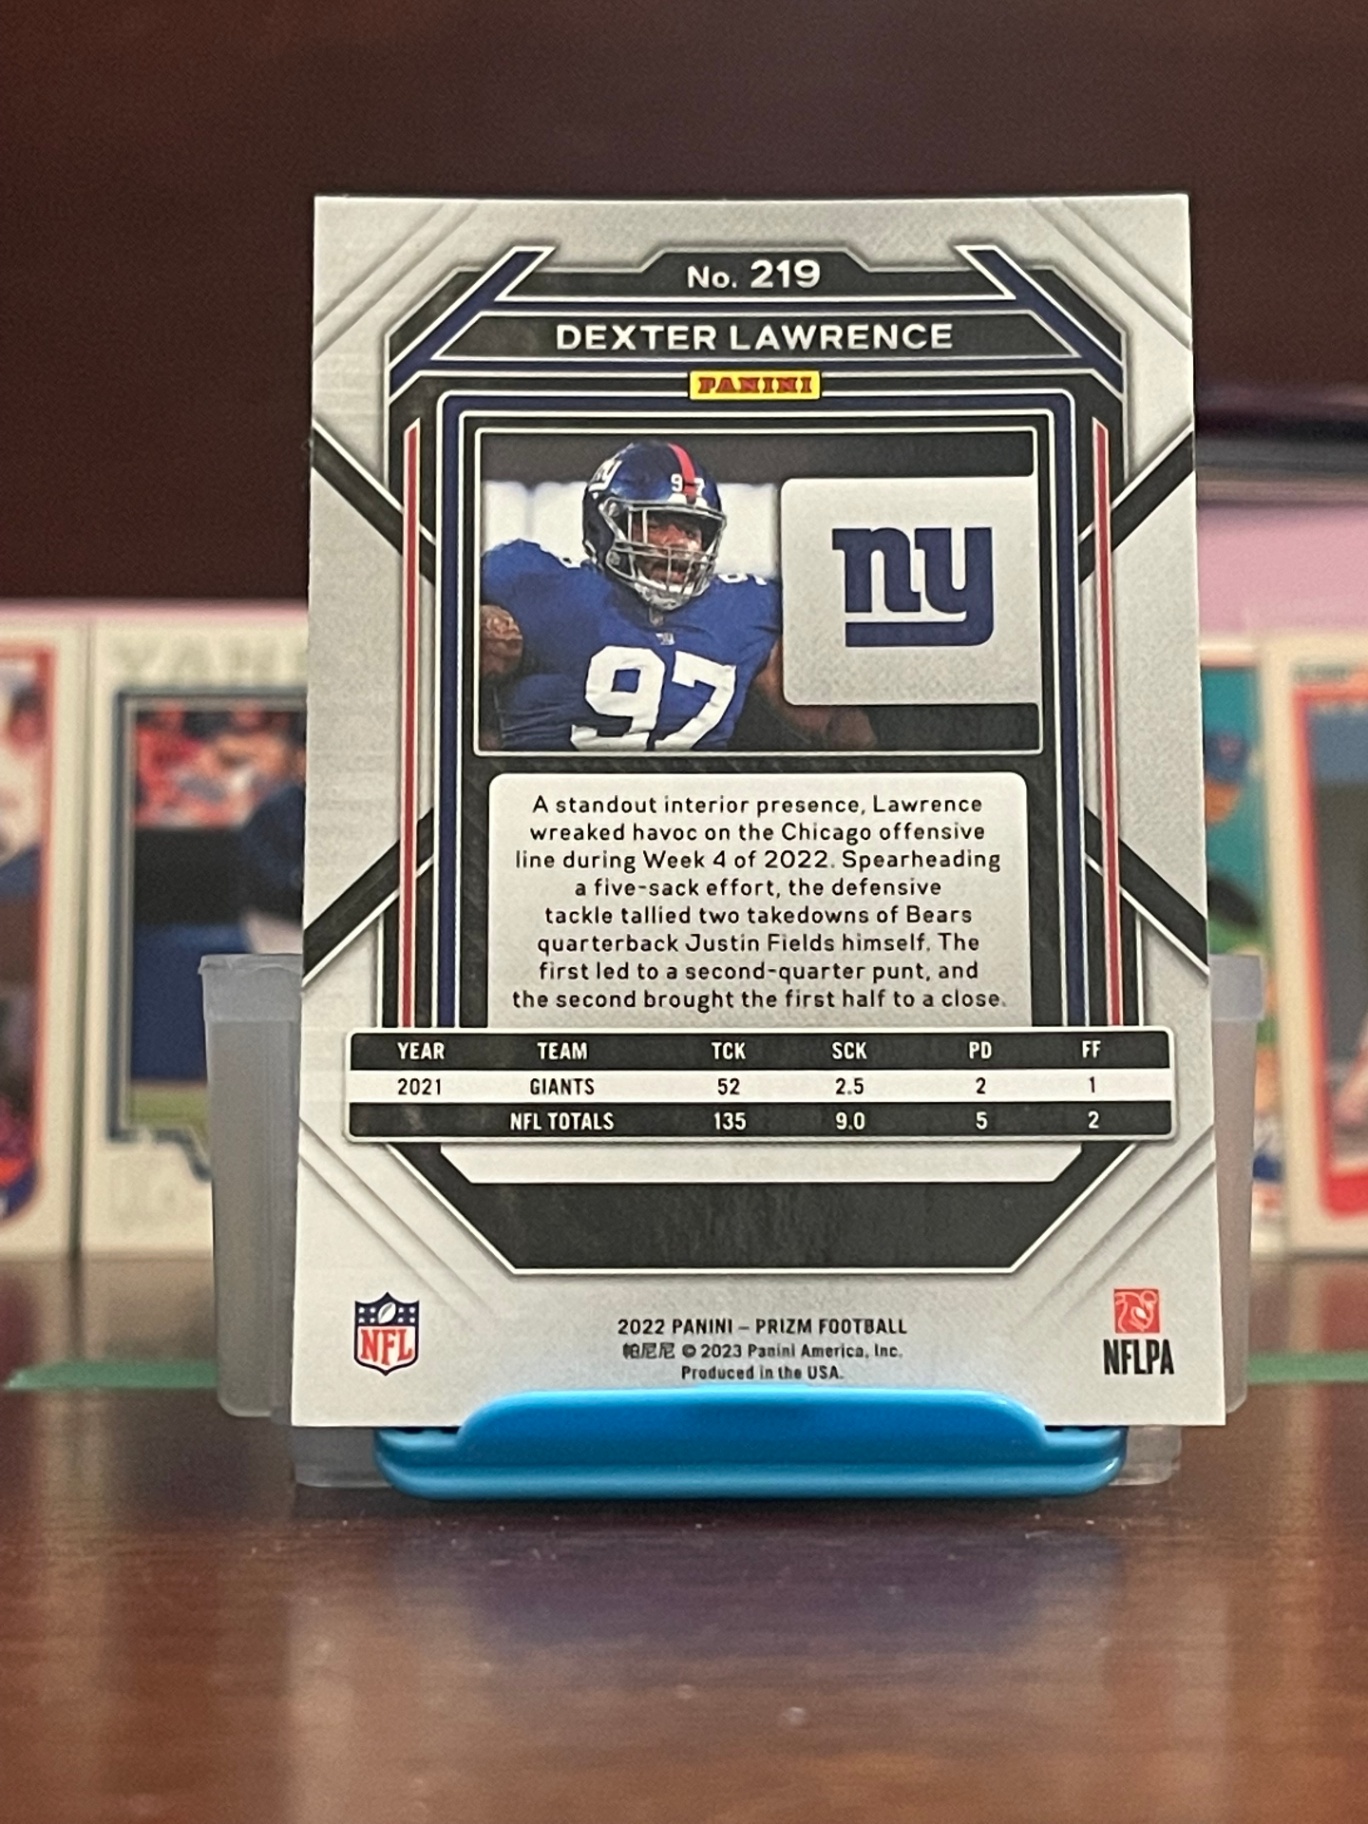 No. 219
DEXTER LAWRENCE
PANINI
97
97
97
ny
A standout interior presence, Lawrence
wreaked havoc on the Chicago offensive
line during Week 4 of 2022. Spearheading
a five-sack effort, the defensive
tackle tallied two takedowns of Bears
quarterback Justin Fields himself. The
first led to a second-quarter punt, and
the second brought the first half to a close.
YEAR TEAM TCK SCK PD FF
2021 GIANTS 52 2.5 2 1
NFL TOTALS 135 9.0 5 2
NFL
2022 PANINI – PRIZM FOOTBALL
帕尼尼 © 2023 Panini America, Inc.
Produced in the USA.
NFLPA